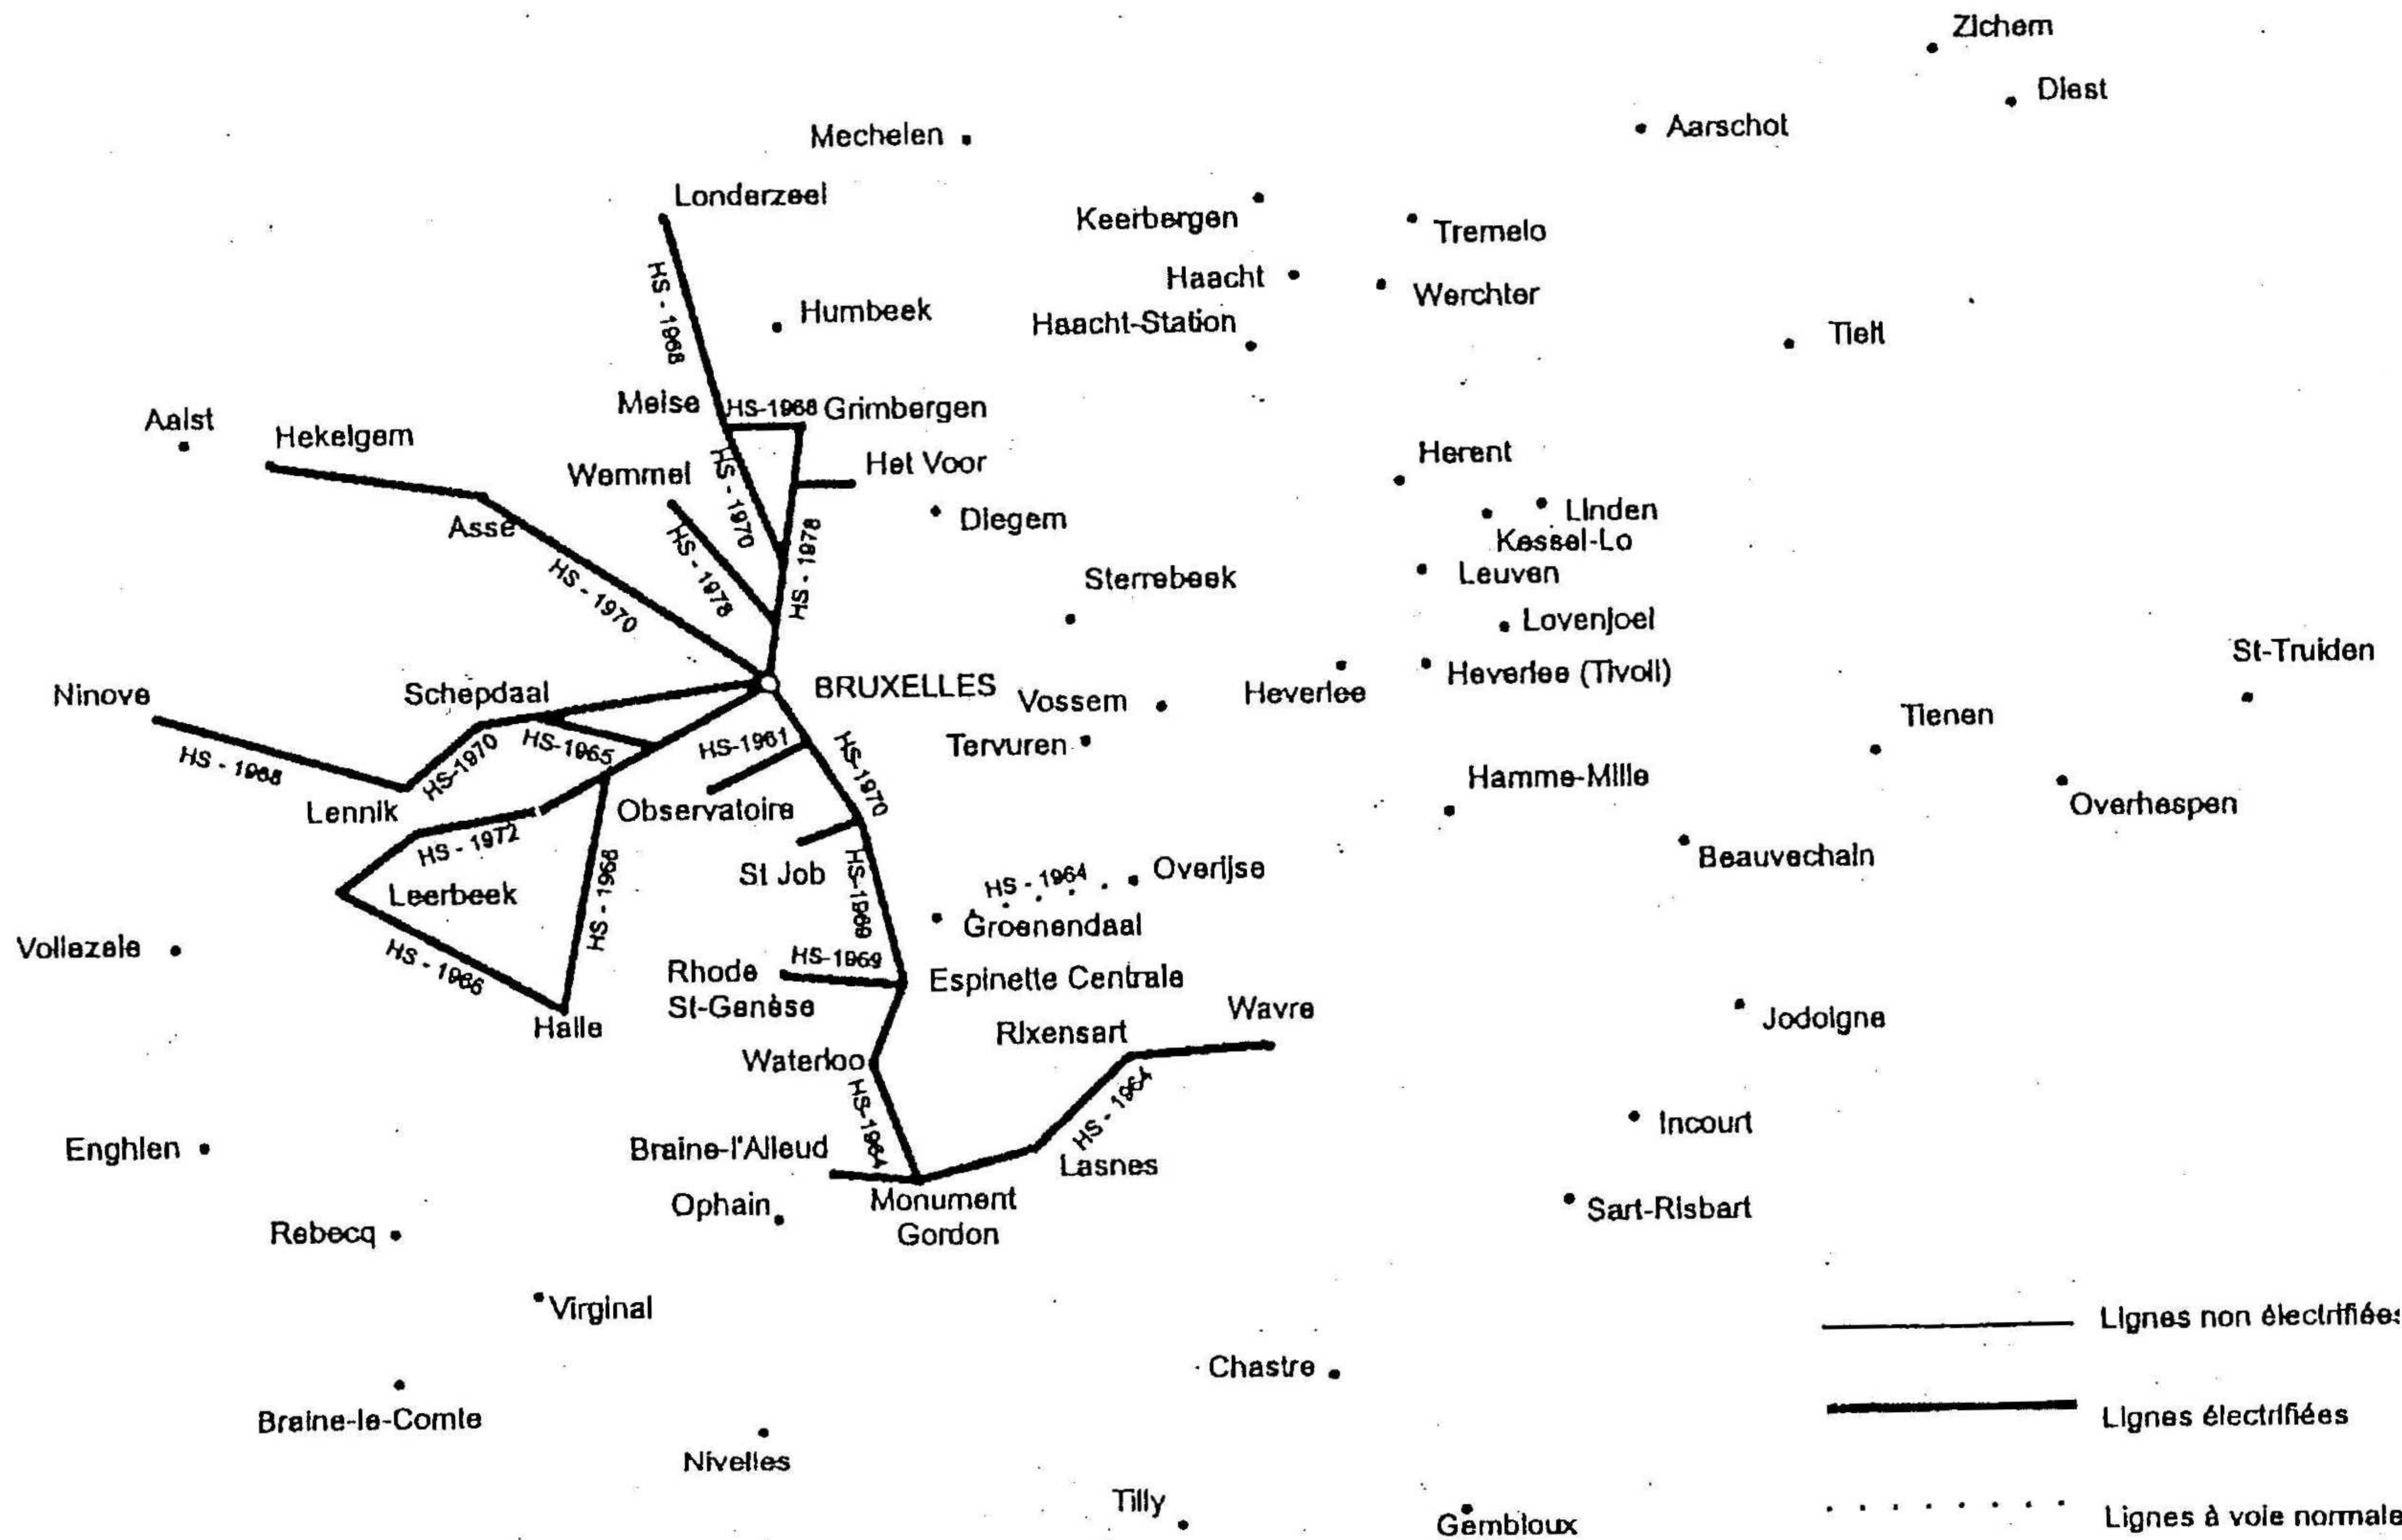 Zichem
Diest
Aarschot
Mechelen
Londerzeel
Keerbergen
Tremelo
Haacht
Werchter
Humbeek
Haacht-Station
Tielt
HS - 1968
Meise
HS-1968
Grimbergen
Aalst
Hekelgem
Herent
Wemmel
Het Voor
HS - 1970
Linden
Diegem
Asse
Kessel-Lo
HS - 1978
HS - 1978
Leuven
Sterrebeek
HS - 1970
Lovenjoel
St-Truiden
Heverlee (Tivoli)
BRUXELLES
Ninove
Schepdaal
Vossem
Heverlee
Tienen
HS-1965
HS-1961
HS-1970
Tervuren
HS - 1968
HS-1970
Hamme-Mille
Lennik
Observatoire
Overhespen
HS - 1972
Beauvechain
St Job
HS - 1964
Overijse
Leerbeek
HS - 1966
HS-1969
Groenendaal
Vollezele
HS - 1966
HS-1969
Rhode
St-Genèse
Espinette Centrale
Wavre
Halle
Rixensart
Jodoigne
Waterloo
HS-1964
HS - 1964
Incourt
Enghien
Braine-l'Alleud
Lasnes
Ophain
Monument
Gordon
Sart-Risbart
Rebecq
Virginal
Lignes non électrifiées
Chastre
Braine-le-Comte
Lignes électrifiées
Nivelles
Tilly
Gembloux
Lignes à voie normale